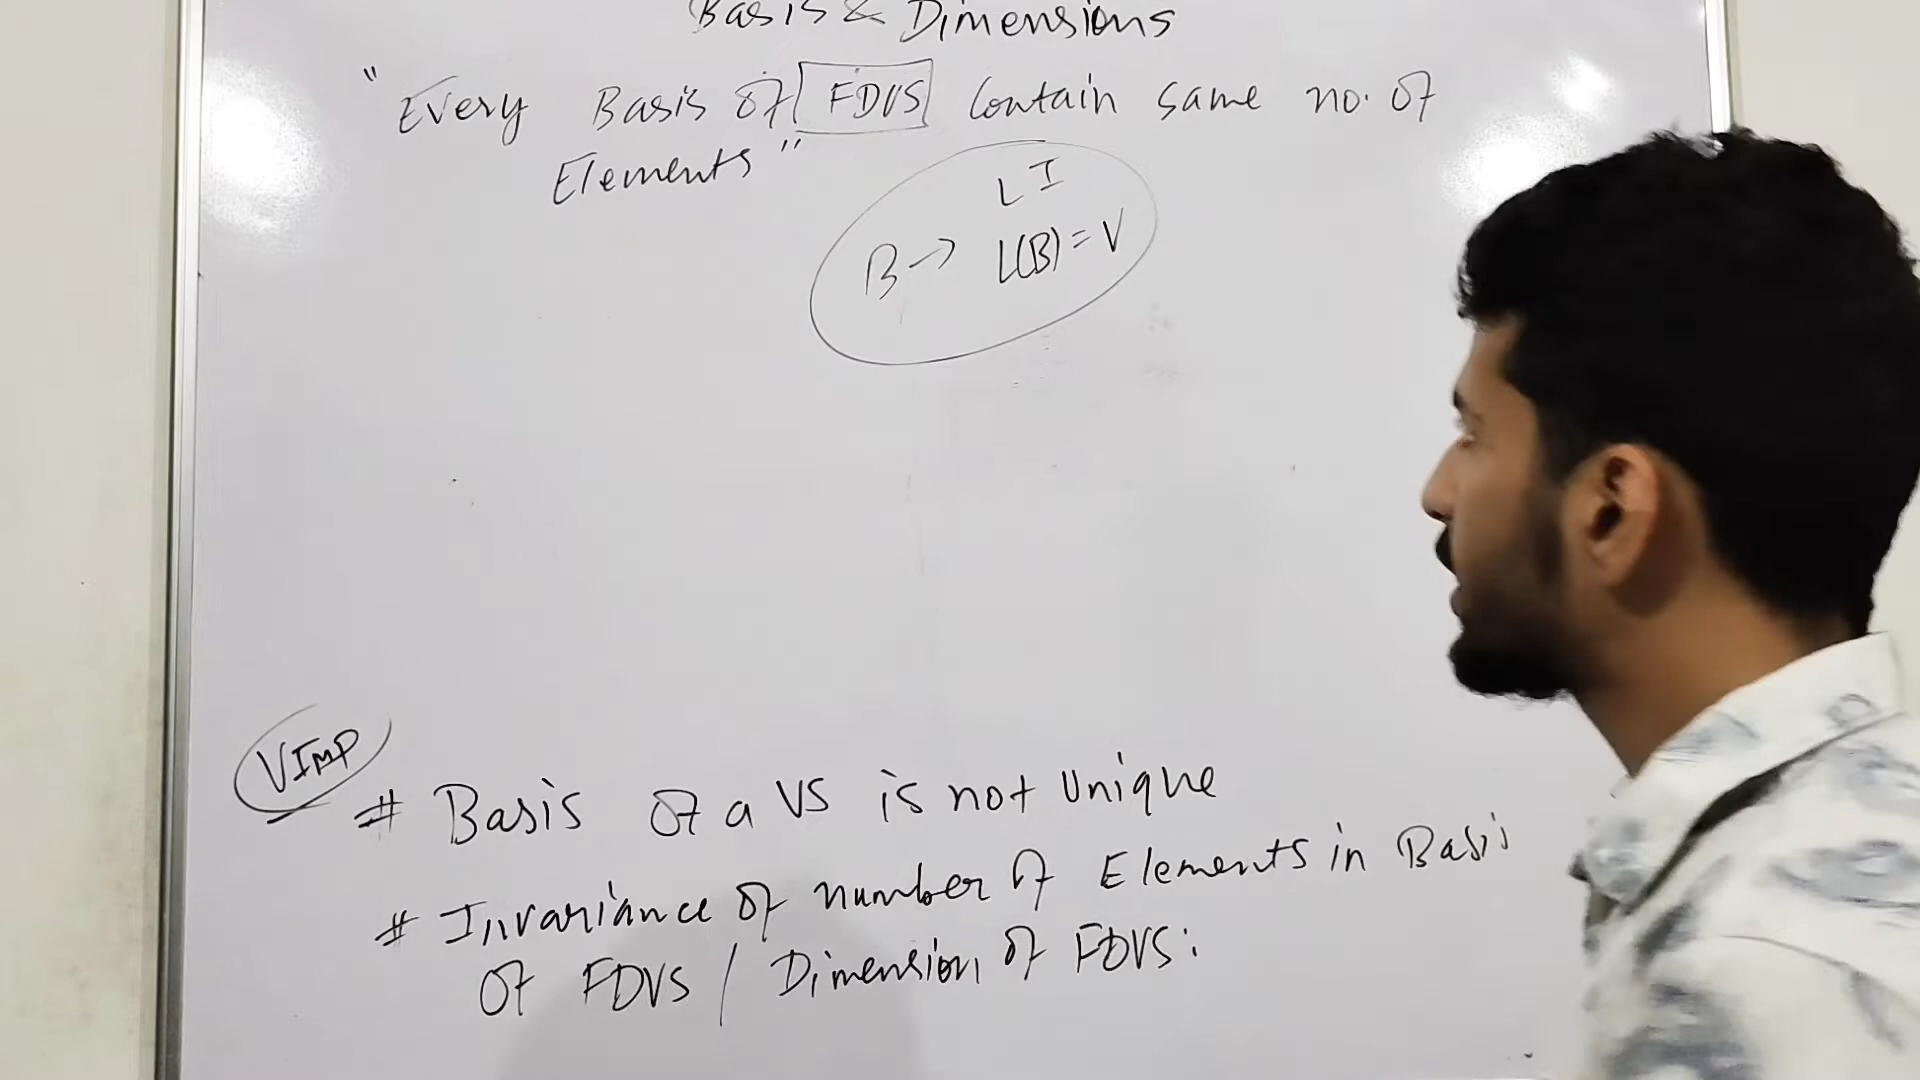 Basis & Dimensions
"Every Basis of FDVS Contain same no. of
Elements"
LI
B → L(B) = V
VIMP
# Basis of a VS is not Unique
# Invariance of number of Elements in Basis
of FDVS / Dimension of FDVS: